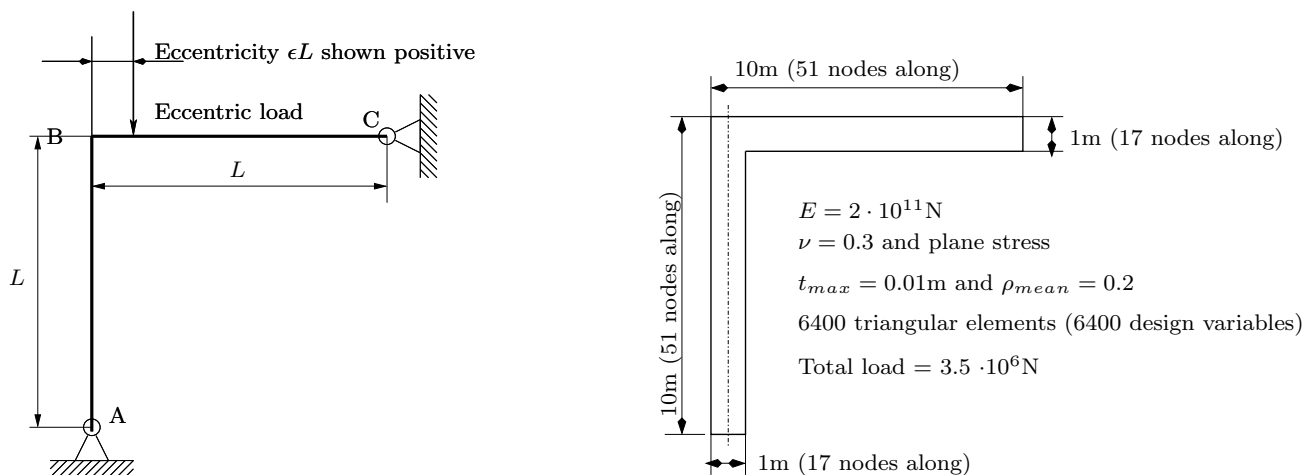 Eccentricity ϵL shown positive
Eccentric load
B
C
L
L
A
10m (51 nodes along)
1m (17 nodes along)
10m (51 nodes along)
E = 2 · 10¹¹N
ν = 0.3 and plane stress
t_max = 0.01m and ρ_mean = 0.2
6400 triangular elements (6400 design variables)
Total load = 3.5 ·10⁶N
1m (17 nodes along)